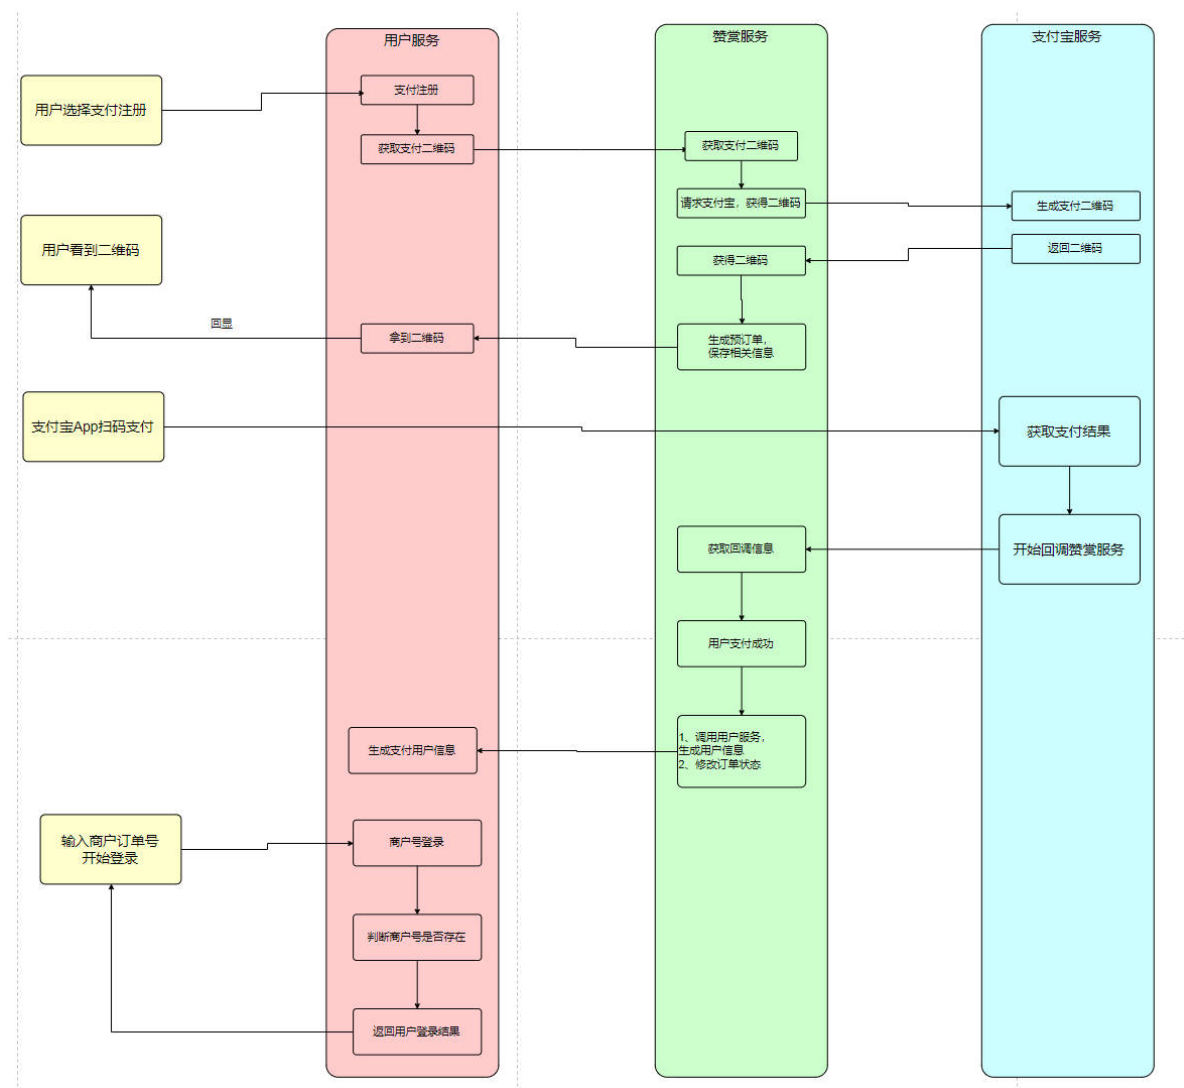 用户服务
赞赏服务
支付宝服务
用户选择支付注册
支付注册
获取支付二维码
获取支付二维码
请求支付宝，获得二维码
生成支付二维码
返回二维码
获得二维码
用户看到二维码
回显
拿到二维码
生成预订单，
保存相关信息
支付宝App扫码支付
获取支付结果
开始回调赞赏服务
获取回调信息
用户支付成功
1、调用用户服务，
生成用户信息
2、修改订单状态
生成支付用户信息
输入商户订单号
开始登录
商户号登录
判断商户号是否存在
返回用户登录结果